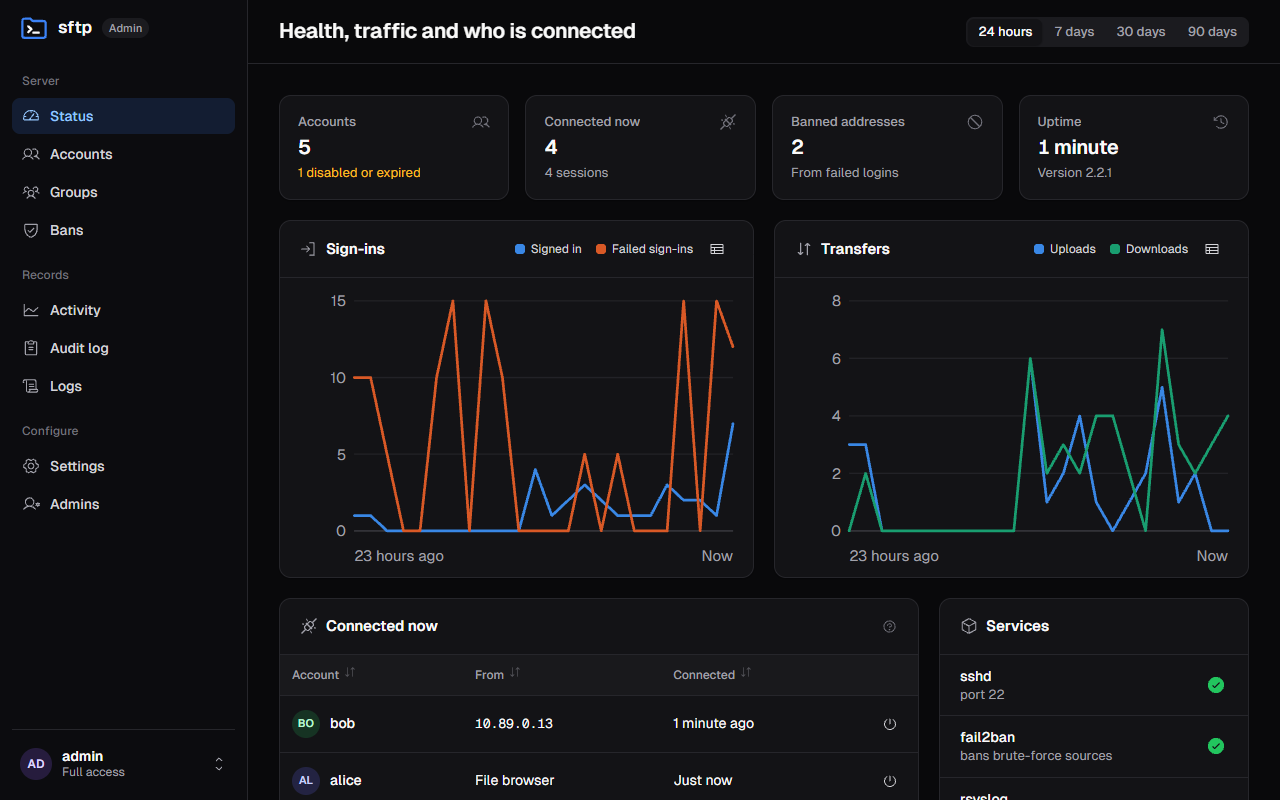 sftp Admin
Server
Status
Accounts
Groups
Bans
Records
Activity
Audit log
Logs
Configure
Settings
Admins
AD admin
Full access
Health, traffic and who is connected
24 hours 7 days 30 days 90 days
Accounts
5
1 disabled or expired
Connected now
4
4 sessions
Banned addresses
2
From failed logins
Uptime
1 minute
Version 2.2.1
Sign-ins
Signed in Failed sign-ins
15
10
5
0
23 hours ago Now
Transfers
Uploads Downloads
8
6
4
2
0
23 hours ago Now
Connected now
Account From Connected
BO bob 10.89.0.13 1 minute ago
AL alice File browser Just now
Services
sshd
port 22
fail2ban
bans brute-force sources
rsyslog